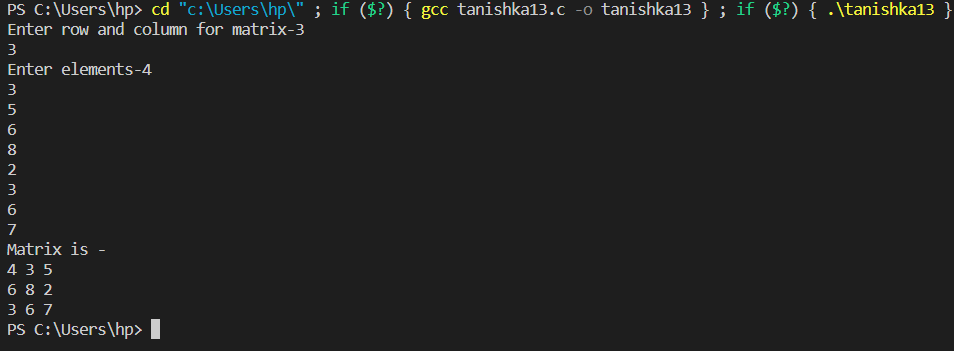 PS C:\Users\hp> cd "c:\Users\hp\" ; if ($?) { gcc tanishka13.c -o tanishka13 } ; if ($?) { .\tanishka13 }
Enter row and column for matrix-3
3
Enter elements-4
3
5
6
8
2
3
6
7
Matrix is -
4 3 5
6 8 2
3 6 7
PS C:\Users\hp>